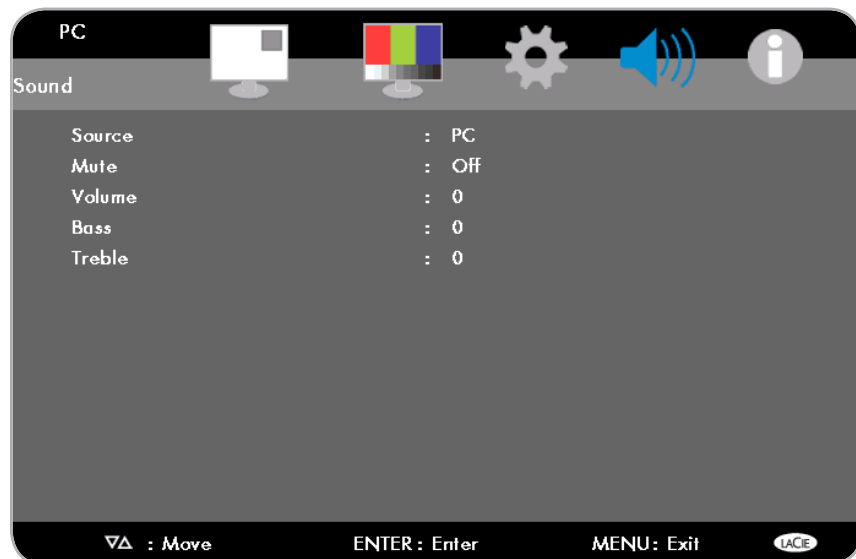 PC
Sound
Source : PC
Mute : Off
Volume : 0
Bass : 0
Treble : 0
▽△ : Move ENTER : Enter MENU : Exit LACIE